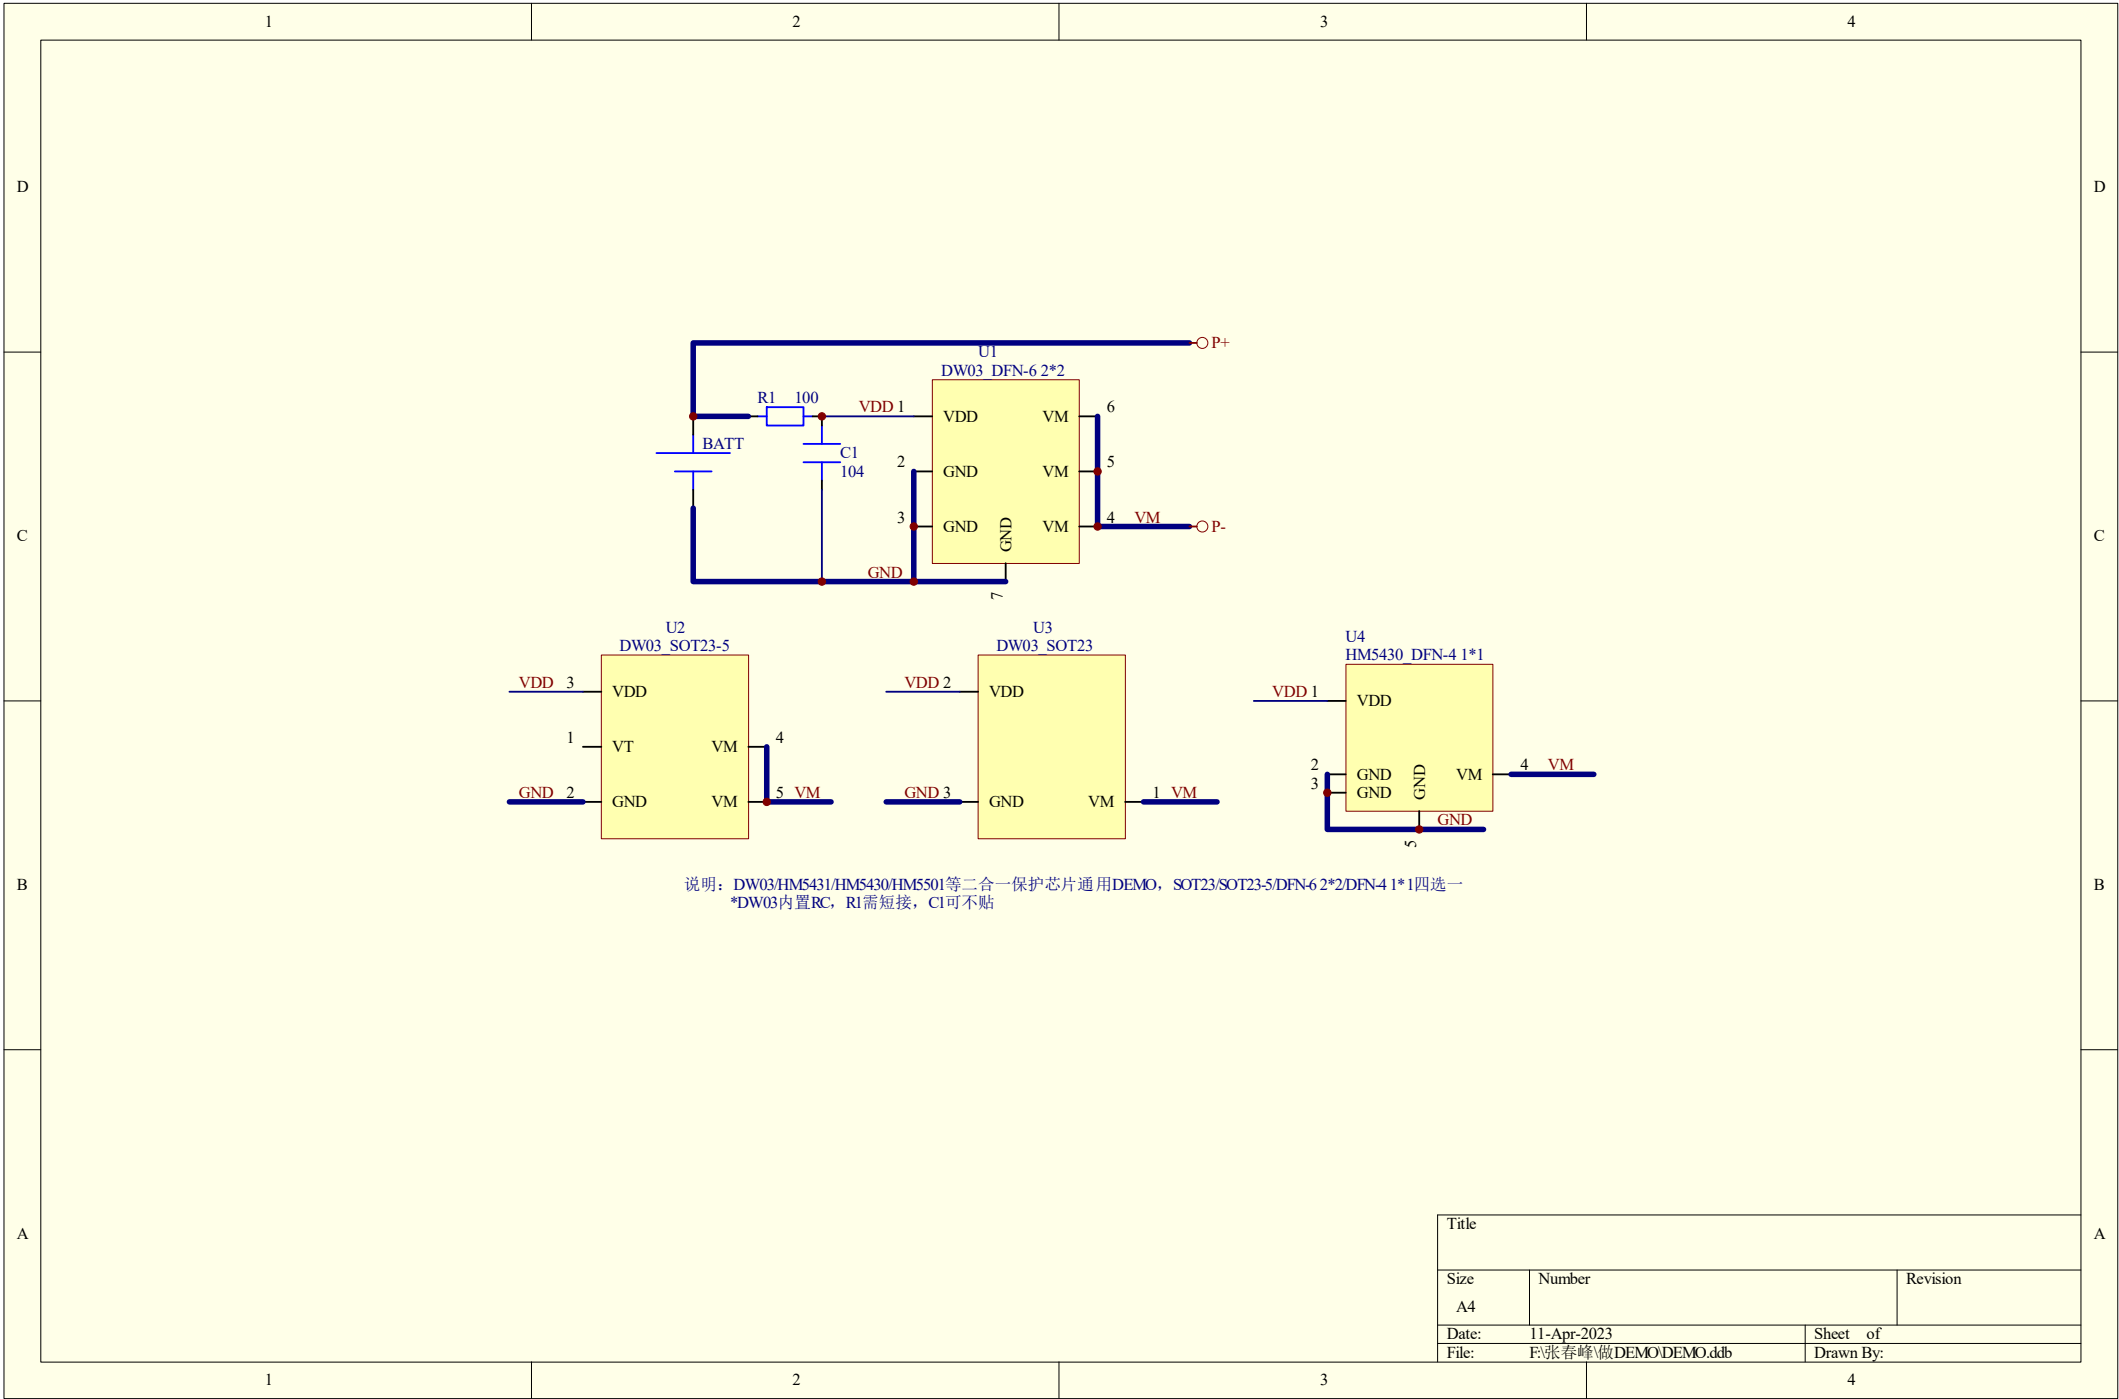 1 2 3 4
D D
P+
U1
DW03_DFN-6 2*2
R1 100
VDD 1 VDD VM 6
BATT
C1
104
2 GND VM 5
3 GND GND VM 4 VM P-
C C
GND
7
U2
DW03_SOT23-5
VDD 3 VDD
1 VT VM 4
GND 2 GND VM 5 VM
U3
DW03_SOT23
VDD 2 VDD
GND 3 GND VM 1 VM
U4
HM5430_DFN-4 1*1
VDD 1 VDD
2 GND GND VM 4 VM
3 GND
GND
5
B B
说明：DW03/HM5431/HM5430/HM5501等二合一保护芯片通用DEMO，SOT23/SOT23-5/DFN-6 2*2/DFN-4 1*1四选一
*DW03内置RC，R1需短接，C1可不贴
A A
Title
Size Number Revision
A4
Date: 11-Apr-2023 Sheet of
File: F:\张春峰\做DEMO\DEMO.ddb Drawn By:
1 2 3 4